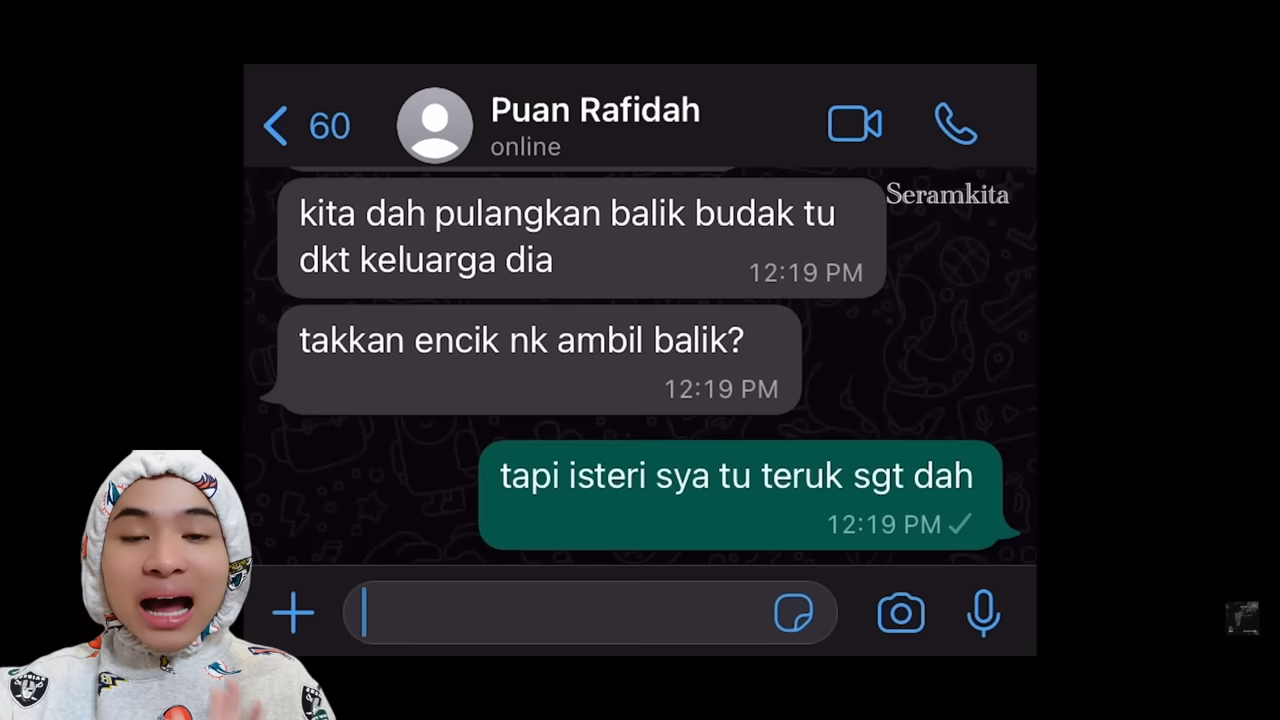 60
Puan Rafidah
online
Seramkita
kita dah pulangkan balik budak tu
dkt keluarga dia
12:19 PM
takkan encik nk ambil balik?
12:19 PM
tapi isteri sya tu teruk sgt dah
12:19 PM